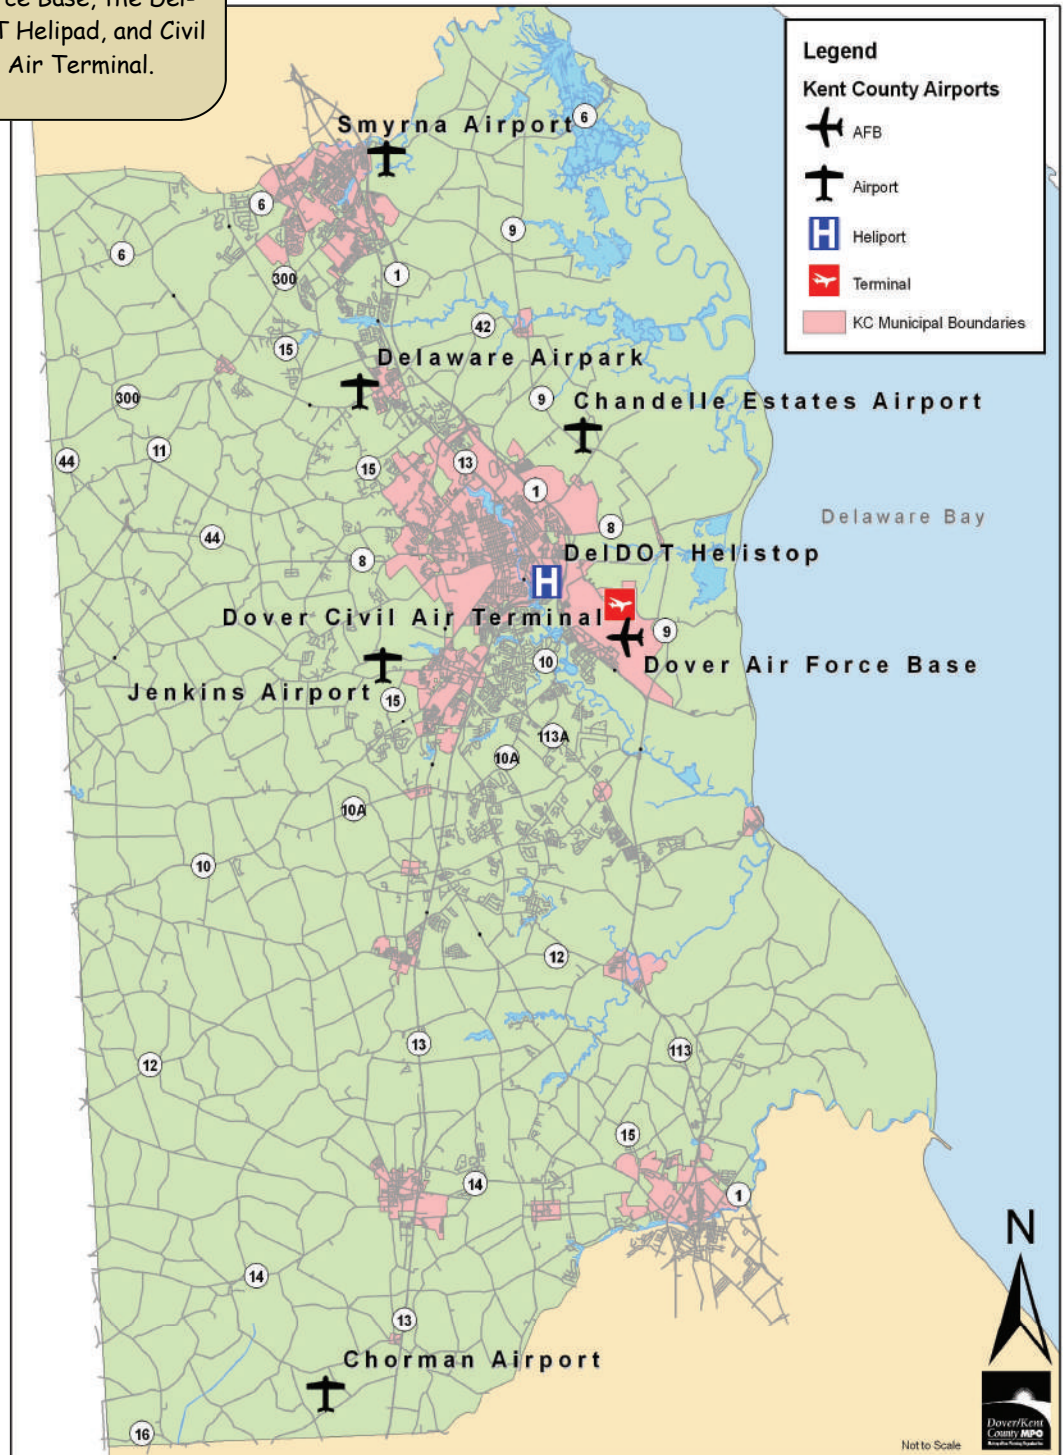 rce Base, the Del-
T Helipad, and Civil
Air Terminal.
Legend
Kent County Airports
AFB
Airport
H Heliport
Terminal
KC Municipal Boundaries
Smyrna Airport
6
6
9
6
1
300
42
15
Delaware Airpark
300
9
Chandelle Estates Airport
11
44
13
15
1
Delaware Bay
8
44
8
DelDOT Helistop
H
Dover Civil Air Terminal
9
10
Dover Air Force Base
Jenkins Airport
15
113A
10A
10A
10
12
13
113
12
15
14
1
N
14
13
Chorman Airport
16
Dover/Kent
County MPO
Not to Scale